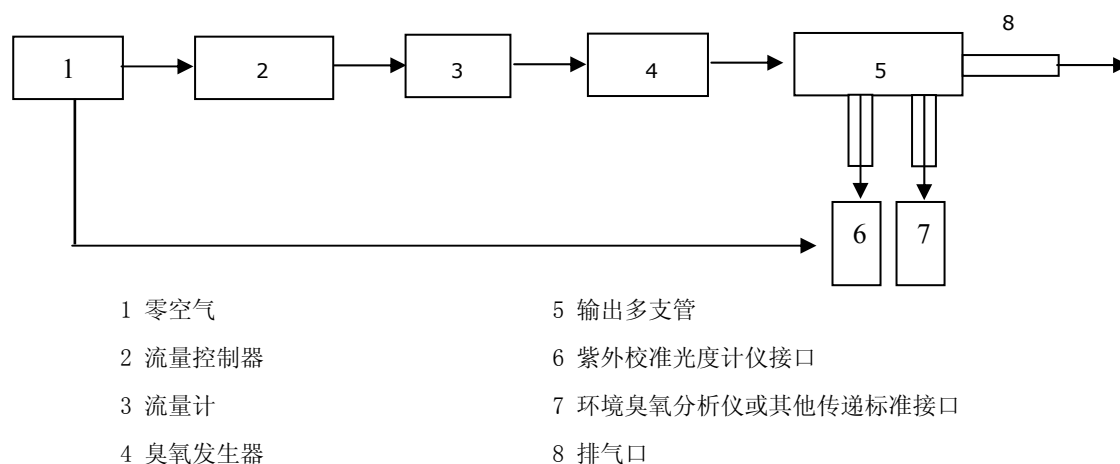 8
1
2
3
4
5
6
7
1 零空气
5 输出多支管
2 流量控制器
6 紫外校准光度计仪接口
3 流量计
7 环境臭氧分析仪或其他传递标准接口
4 臭氧发生器
8 排气口